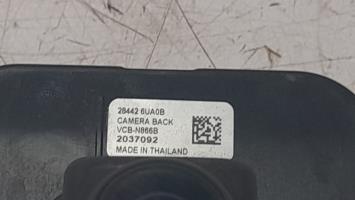 28442 6UA0B
CAMERA BACK
VCB-N866B
2037092
MADE IN THAILAND